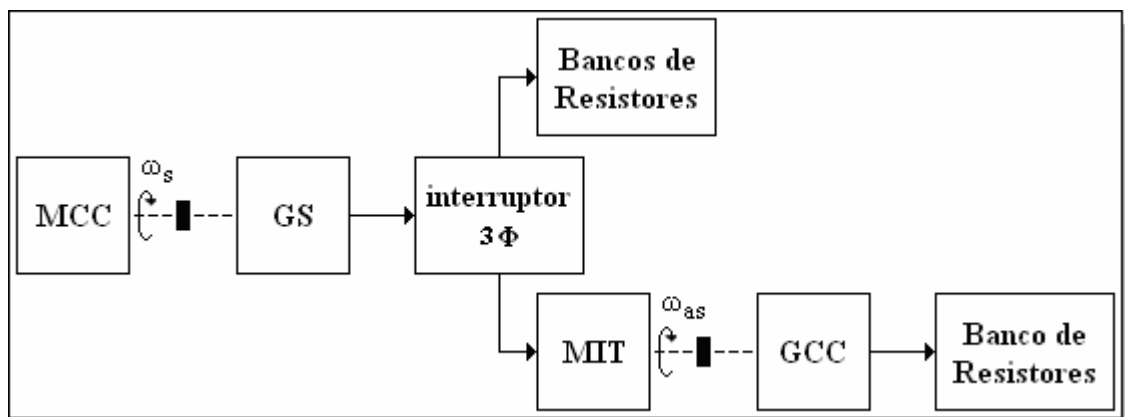 Bancos de
Resistores
ωs
MCC
GS
interruptor
3Φ
ωas
MIT
GCC
Banco de
Resistores